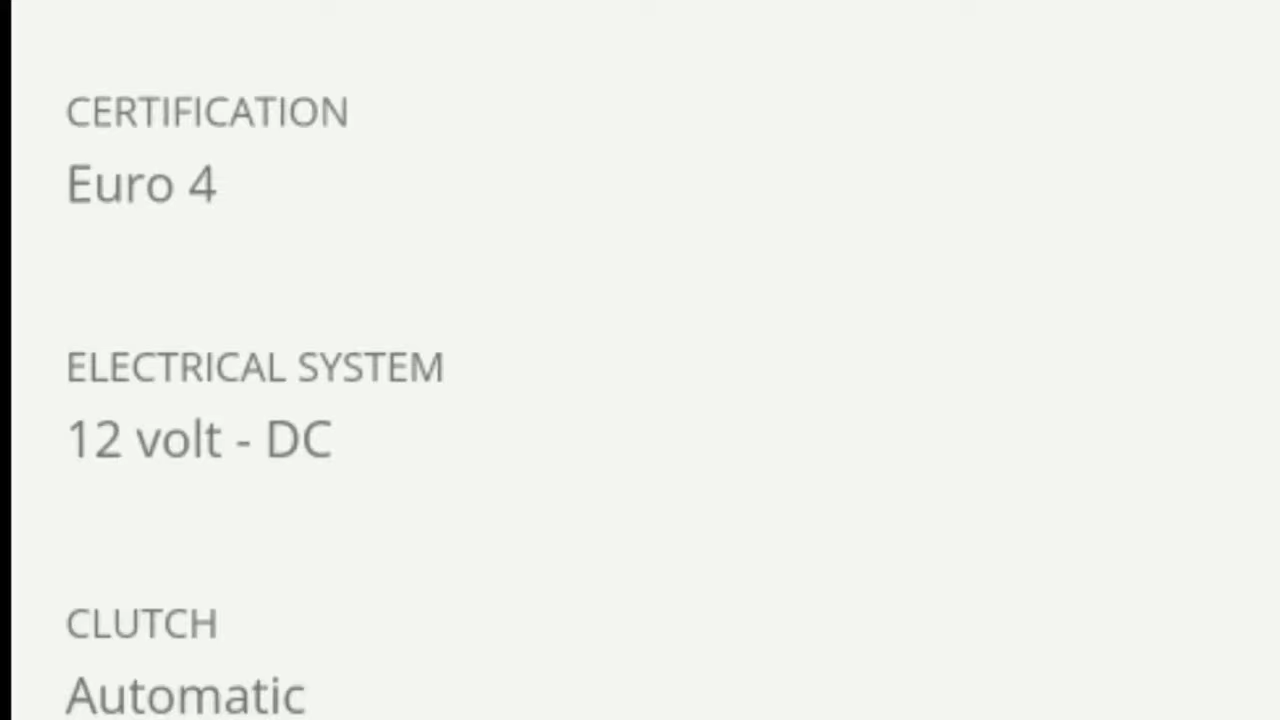 CERTIFICATION
Euro 4
ELECTRICAL SYSTEM
12 volt - DC
CLUTCH
Automatic